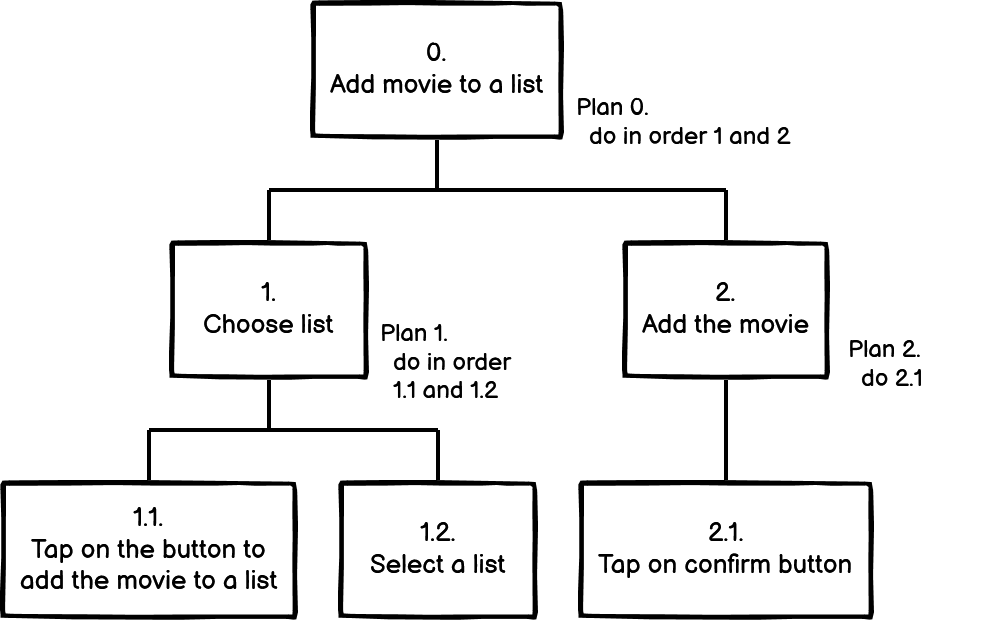 0.
Add movie to a list
Plan 0.
do in order 1 and 2
1.
Choose list
Plan 1.
do in order
1.1 and 1.2
2.
Add the movie
Plan 2.
do 2.1
1.1.
Tap on the button to
add the movie to a list
1.2.
Select a list
2.1.
Tap on confirm button